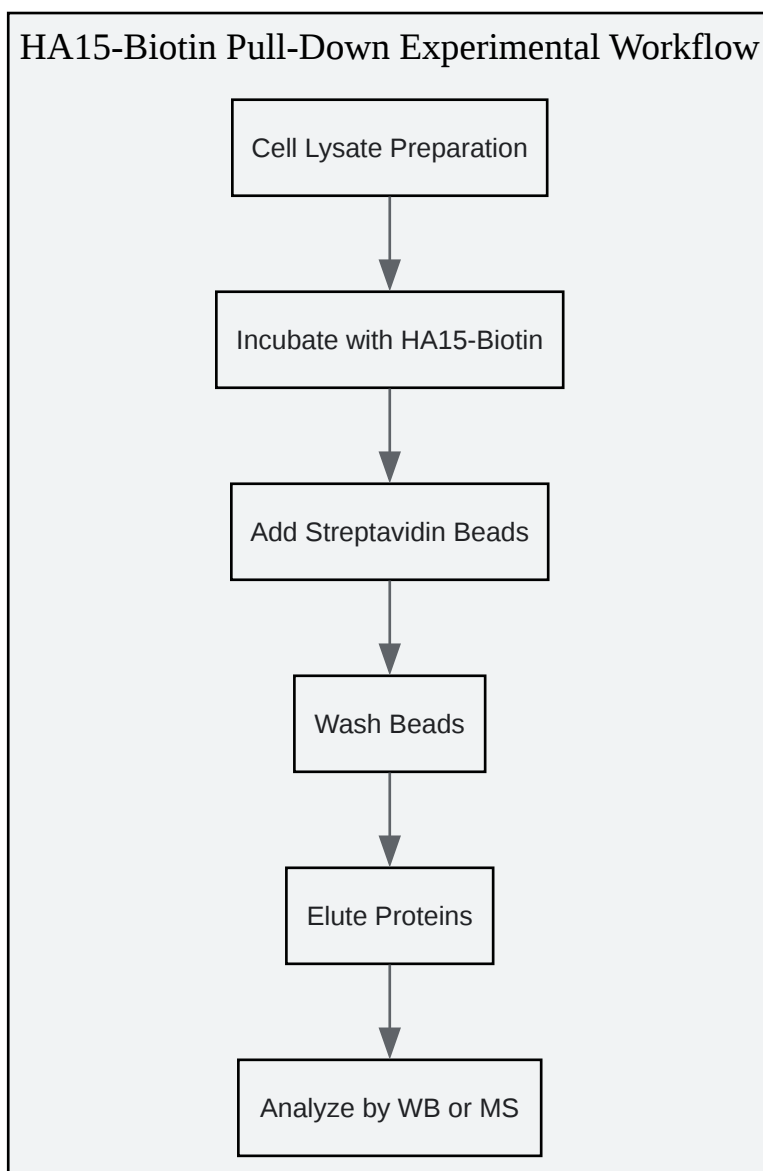 HA15-Biotin Pull-Down Experimental Workflow
Cell Lysate Preparation
Incubate with HA15-Biotin
Add Streptavidin Beads
Wash Beads
Elute Proteins
Analyze by WB or MS